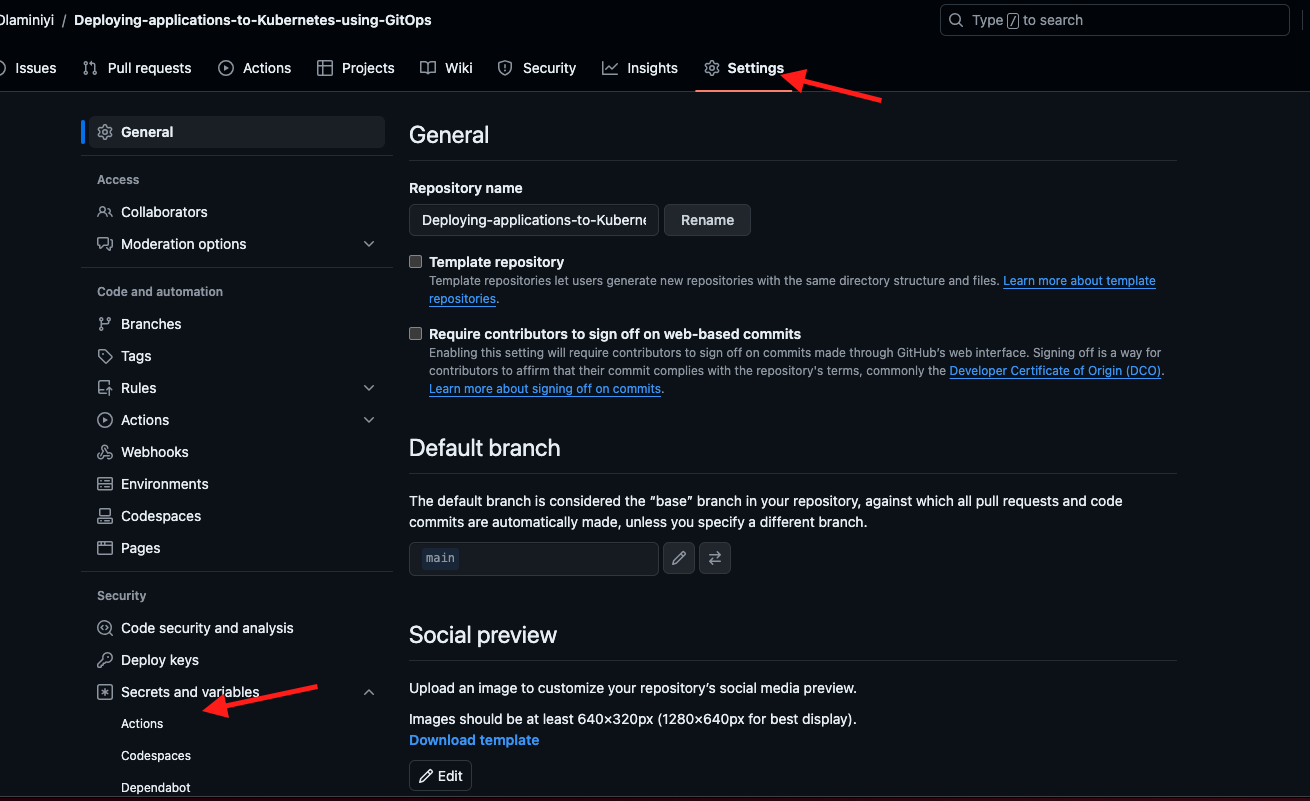 Olaminiyi / Deploying-applications-to-Kubernetes-using-GitOps
Type / to search
Issues Pull requests Actions Projects Wiki Security Insights Settings
General
Access
Collaborators
Moderation options
Code and automation
Branches
Tags
Rules
Actions
Webhooks
Environments
Codespaces
Pages
Security
Code security and analysis
Deploy keys
Secrets and variables
Actions
Codespaces
Dependabot
General
Repository name
Deploying-applications-to-Kuberne Rename
Template repository
Template repositories let users generate new repositories with the same directory structure and files. Learn more about template
repositories.
Require contributors to sign off on web-based commits
Enabling this setting will require contributors to sign off on commits made through GitHub's web interface. Signing off is a way for
contributors to affirm that their commit complies with the repository's terms, commonly the Developer Certificate of Origin (DCO).
Learn more about signing off on commits.
Default branch
The default branch is considered the “base” branch in your repository, against which all pull requests and code
commits are automatically made, unless you specify a different branch.
main
Social preview
Upload an image to customize your repository’s social media preview.
Images should be at least 640×320px (1280×640px for best display).
Download template
Edit